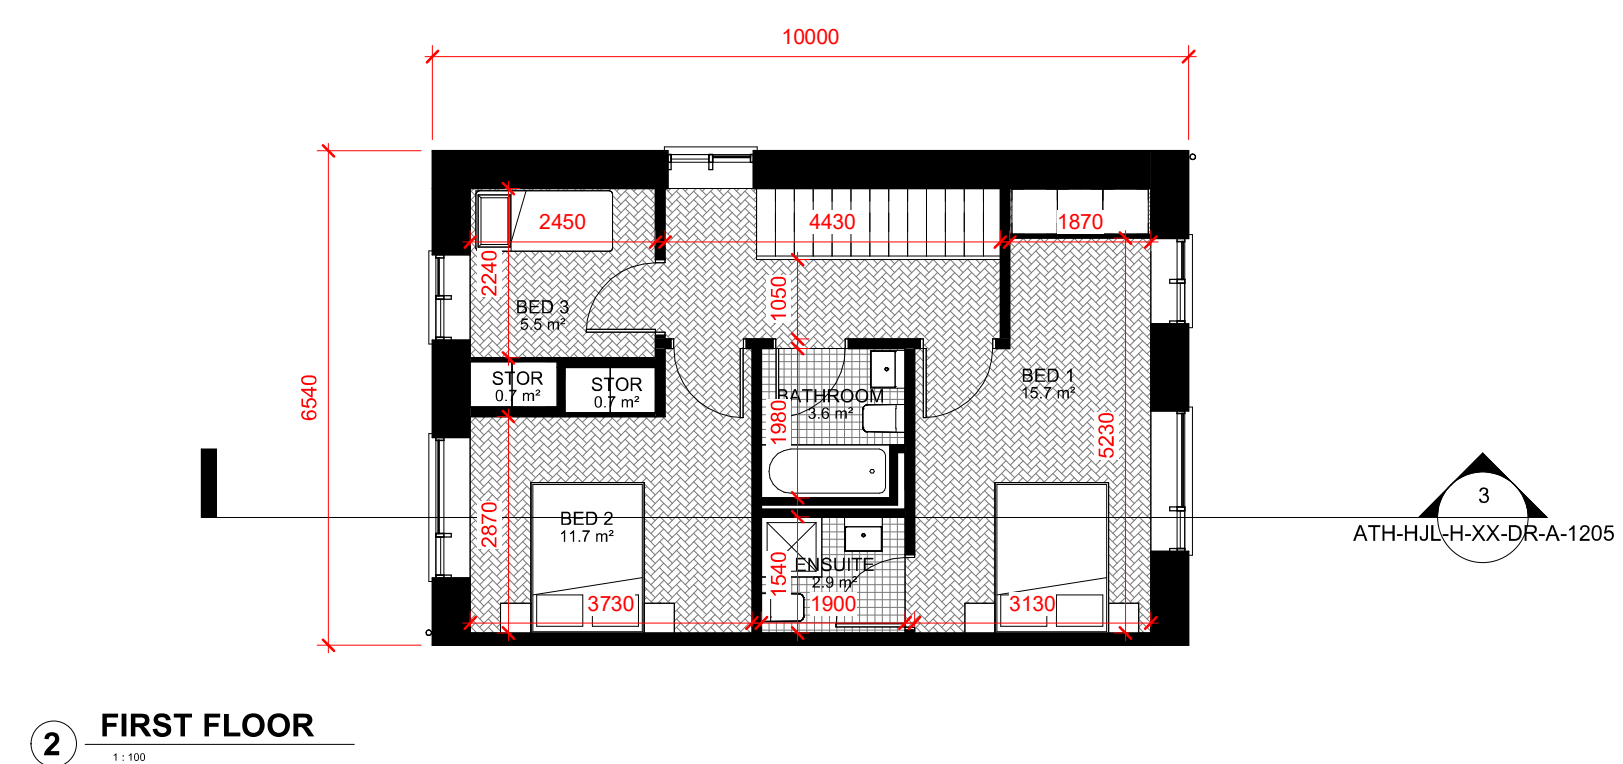 10000
2450
4430
1870
2240
BED 3
5.5 m²
1050
STOR
0.7 m²
STOR
0.7 m²
BED 1
15.7 m²
BATHROOM
3.6 m²
6540
1980
5230
BED 2
11.7 m²
2870
3
ATH-HJL-H-XX-DR-A-1205
ENSUITE
2.9 m²
1540
3730
1900
3130
2
FIRST FLOOR
1 : 100